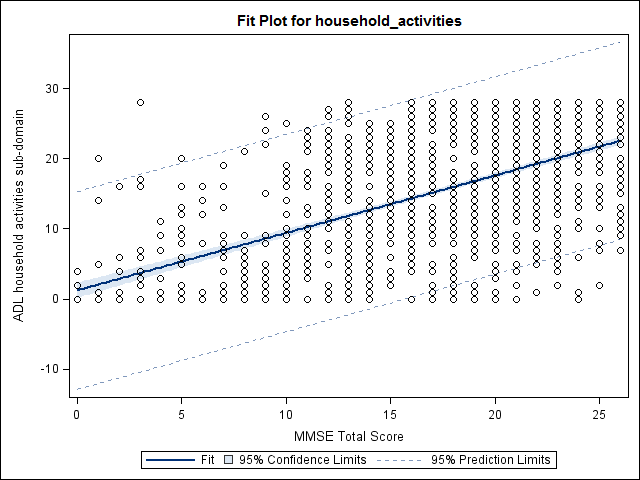 Fit Plot for household_activities
ADL household activities sub-domain
30
20
10
0
-10
0 5 10 15 20 25
MMSE Total Score
Fit 95% Confidence Limits 95% Prediction Limits